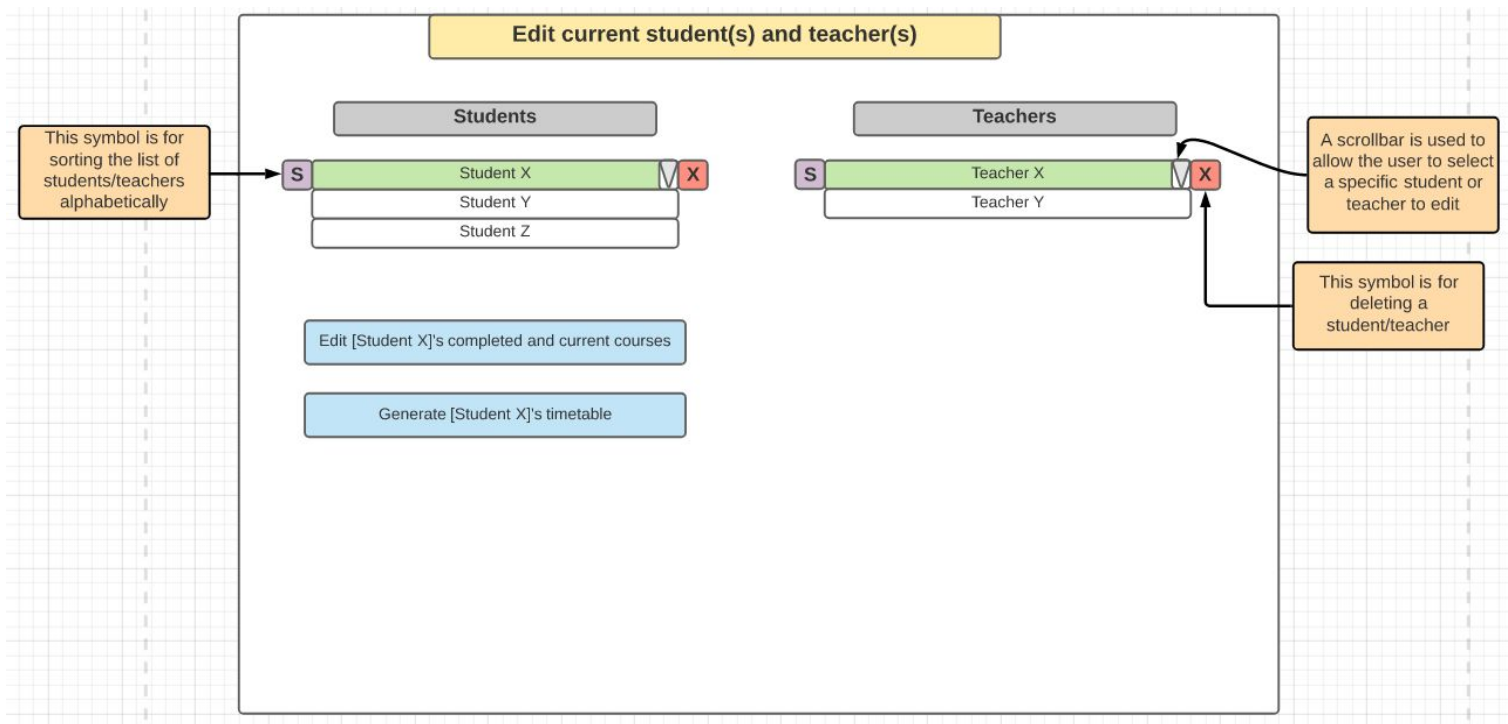 Edit current student(s) and teacher(s)
Students
Teachers
This symbol is for
sorting the list of
students/teachers
alphabetically
S
Student X
X
Student Y
Student Z
S
Teacher X
X
Teacher Y
A scrollbar is used to
allow the user to select
a specific student or
teacher to edit
This symbol is for
deleting a
student/teacher
Edit [Student X]'s completed and current courses
Generate [Student X]'s timetable